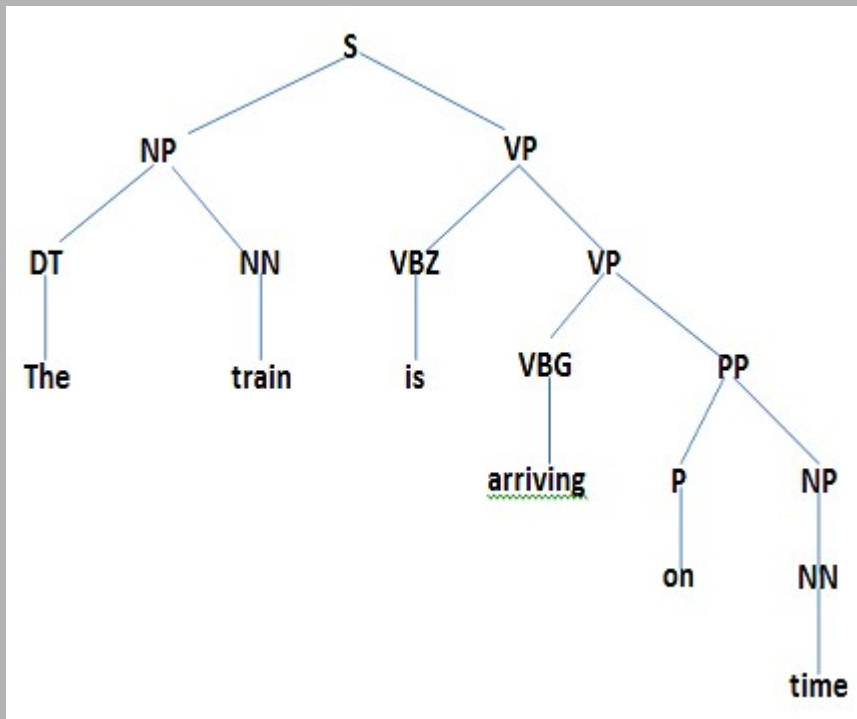 S
NP VP
DT NN VBZ VP
The train is VBG PP
arriving P NP
on NN
time